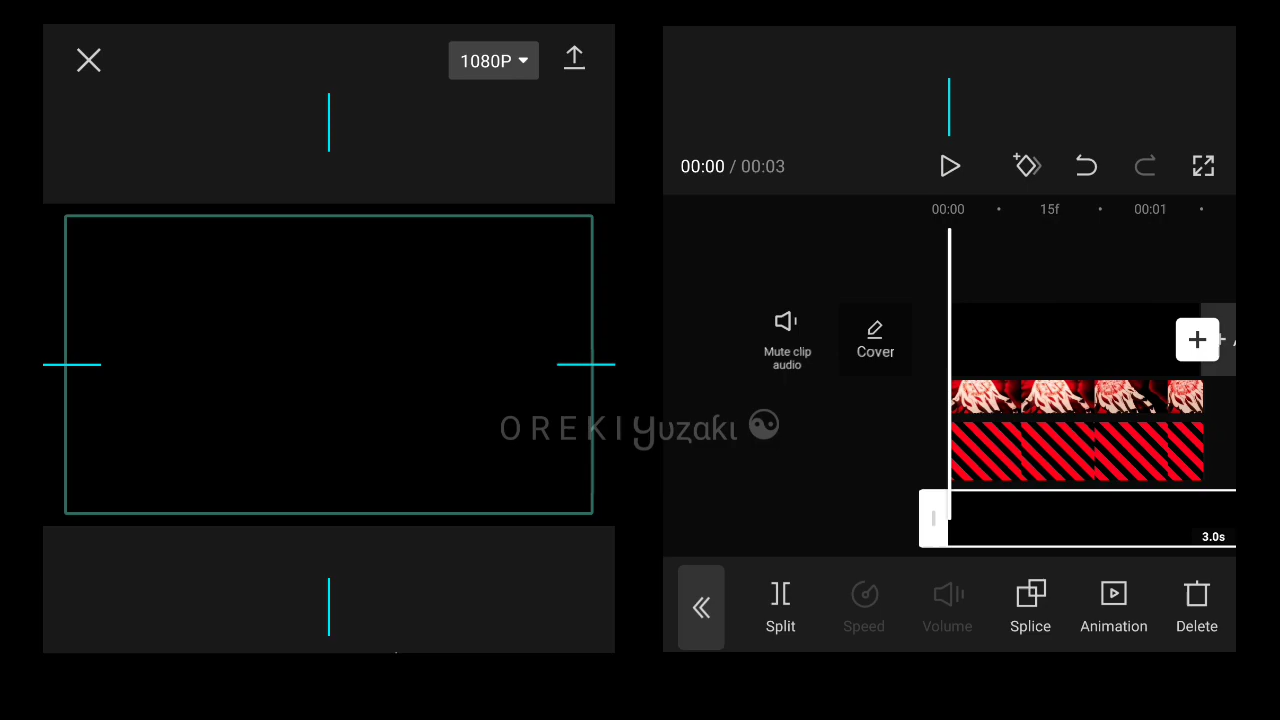 1080P
00:00 / 00:03
00:00 15f 00:01
Mute clip
audio
Cover
+
OREKI Yuzaki
3.0s
Split Speed Volume Splice Animation Delete